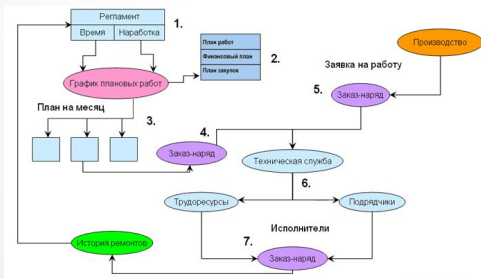 Регламент
Время
Наработка
1.
План работ
Финансовый план
План закупок
2.
Производство
Заявка на работу
График плановых работ
5.
Заказ-наряд
План на месяц
3.
4.
Заказ-наряд
Техническая служба
6.
Трудоресурсы
Подрядчики
Исполнители
7.
История ремонтов
Заказ-наряд